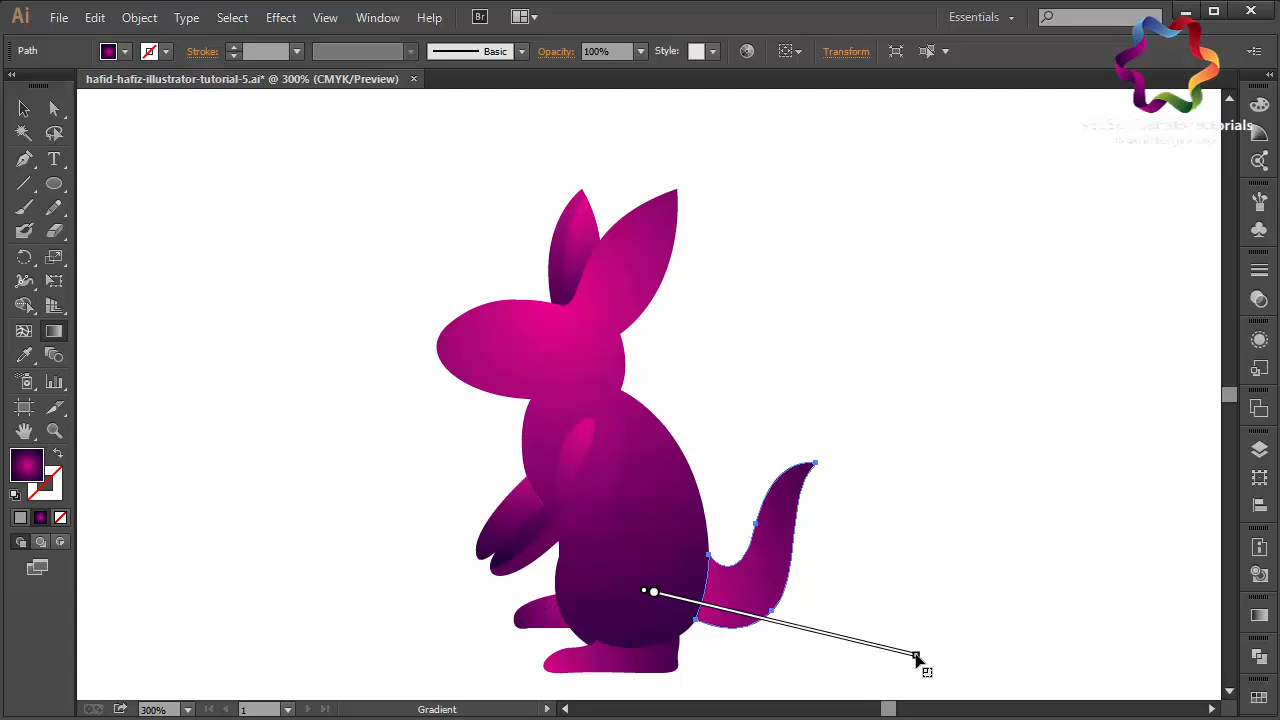 Ai File Edit Object Type Select Effect View Window Help Br Essentials
Path Stroke: Basic Opacity: 100% Style: Transform
hafid-hafiz-illustrator-tutorial-5.ai* @ 300% (CMYK/Preview)
300% 1 Gradient